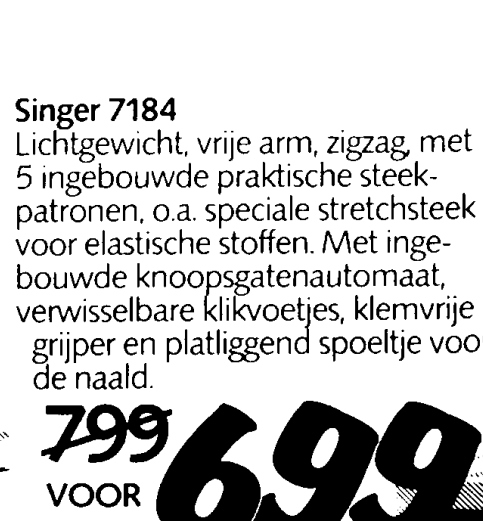 Singer 7184
Lichtgewicht, vrije arm, zigzag, met
5 ingebouwde praktische steek-
patronen, o.a. speciale stretchsteek
voor elastische stoffen. Met inge-
bouwde knoopsgatenautomaat,
verwisselbare klikvoetjes, klemvrije
grijper en platliggend spoeltje voo
de naald.
799
VOOR 699